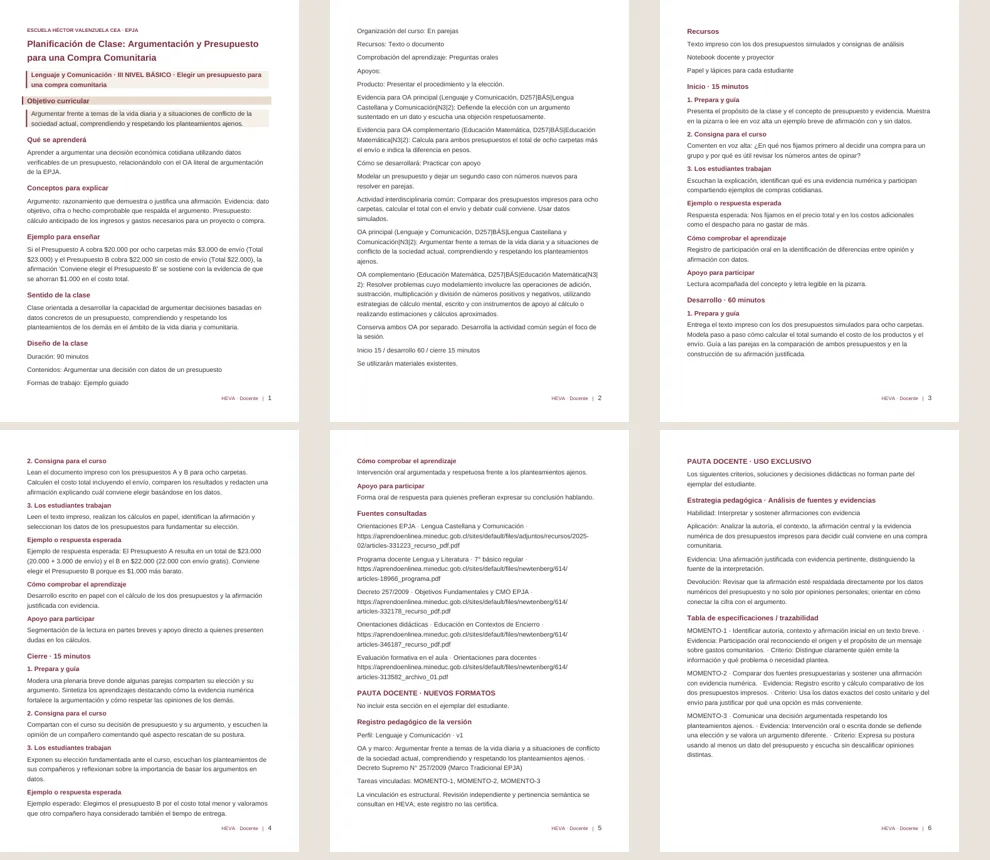 ESCUELA HÉCTOR VALENZUELA CEA · EPJA
Planificación de Clase: Argumentación y Presupuesto
para una Compra Comunitaria
Lenguaje y Comunicación · III NIVEL BÁSICO · Elegir un presupuesto para
una compra comunitaria
Objetivo curricular
Argumentar frente a temas de la vida diaria y a situaciones de conflicto de la
sociedad actual, comprendiendo y respetando los planteamientos ajenos.
Qué se aprenderá
Aprender a argumentar una decisión económica cotidiana utilizando datos
verificables de un presupuesto, relacionándolo con el OA literal de argumentación
de la EPJA.
Conceptos para explicar
Argumento: razonamiento que demuestra o justifica una afirmación. Evidencia: dato
objetivo, cifra o hecho comprobable que respalda el argumento. Presupuesto:
cálculo anticipado de los ingresos y gastos necesarios para un proyecto o compra.
Ejemplo para enseñar
Si el Presupuesto A cobra $20.000 por ocho carpetas más $3.000 de envío (Total
$23.000) y el Presupuesto B cobra $22.000 sin costo de envío (Total $22.000), la
afirmación 'Conviene elegir el Presupuesto B' se sostiene con la evidencia de que
se ahorran $1.000 en el costo total.
Sentido de la clase
Clase orientada a desarrollar la capacidad de argumentar decisiones basadas en
datos concretos de un presupuesto, comprendiendo y respetando los
planteamientos de los demás en el ámbito de la vida diaria y comunitaria.
Diseño de la clase
Duración: 90 minutos
Contenidos: Argumentar una decisión con datos de un presupuesto
Formas de trabajo: Ejemplo guiado
HEVA · Docente | 1
Organización del curso: En parejas
Recursos: Texto o documento
Comprobación del aprendizaje: Preguntas orales
Apoyos:
Producto: Presentar el procedimiento y la elección.
Evidencia para OA principal (Lenguaje y Comunicación, D257|BÁS|Lengua
Castellana y Comunicación|N3|2): Defiende la elección con un argumento
sustentado en un dato y escucha una objeción respetuosamente.
Evidencia para OA complementario (Educación Matemática, D257|BÁS|Educación
Matemática|N3|2): Calcula para ambos presupuestos el total de ocho carpetas más
el envío e indica la diferencia en pesos.
Cómo se desarrollará: Practicar con apoyo
Modelar un presupuesto y dejar un segundo caso con números nuevos para
resolver en parejas.
Actividad interdisciplinaria común: Comparar dos presupuestos impresos para ocho
carpetas, calcular el total con el envío y debatir cuál conviene. Usar datos
simulados.
OA principal (Lenguaje y Comunicación, D257|BÁS|Lengua Castellana y
Comunicación|N3|2): Argumentar frente a temas de la vida diaria y a situaciones de
conflicto de la sociedad actual, comprendiendo y respetando los planteamientos
ajenos.
OA complementario (Educación Matemática, D257|BÁS|Educación Matemática|N3|
2): Resolver problemas cuyo modelamiento involucre las operaciones de adición,
sustracción, multiplicación y división de números positivos y negativos, utilizando
estrategias de cálculo mental, escrito y con instrumentos de apoyo al cálculo o
realizando estimaciones y cálculos aproximados.
Conserva ambos OA por separado. Desarrolla la actividad común según el foco de
la sesión.
Inicio 15 / desarrollo 60 / cierre 15 minutos
Se utilizarán materiales existentes.
HEVA · Docente | 2
Recursos
Texto impreso con los dos presupuestos simulados y consignas de análisis
Notebook docente y proyector
Papel y lápices para cada estudiante
Inicio · 15 minutos
1. Prepara y guía
Presenta el propósito de la clase y el concepto de presupuesto y evidencia. Muestra
en la pizarra o lee en voz alta un ejemplo breve de afirmación con y sin datos.
2. Consigna para el curso
Comenten en voz alta: ¿En qué nos fijamos primero al decidir una compra para un
grupo y por qué es útil revisar los números antes de opinar?
3. Los estudiantes trabajan
Escuchan la explicación, identifican qué es una evidencia numérica y participan
compartiendo ejemplos de compras cotidianas.
Ejemplo o respuesta esperada
Respuesta esperada: Nos fijamos en el precio total y en los costos adicionales
como el despacho para no gastar de más.
Cómo comprobar el aprendizaje
Registro de participación oral en la identificación de diferencias entre opinión y
afirmación con datos.
Apoyo para participar
Lectura acompañada del concepto y letra legible en la pizarra.
Desarrollo · 60 minutos
1. Prepara y guía
Entrega el texto impreso con los dos presupuestos simulados para ocho carpetas.
Modela paso a paso cómo calcular el total sumando el costo de los productos y el
envío. Guía a las parejas en la comparación de ambos presupuestos y en la
construcción de su afirmación justificada.
HEVA · Docente | 3
2. Consigna para el curso
Lean el documento impreso con los presupuestos A y B para ocho carpetas.
Calculen el costo total incluyendo el envío, comparen los resultados y redacten una
afirmación explicando cuál conviene elegir basándose en los datos.
3. Los estudiantes trabajan
Leen el texto impreso, realizan los cálculos en papel, identifican la afirmación y
seleccionan los datos de los presupuestos para fundamentar su elección.
Ejemplo o respuesta esperada
Ejemplo de respuesta esperada: El Presupuesto A resulta en un total de $23.000
(20.000 + 3.000 de envío) y el B en $22.000 (22.000 con envío gratis). Conviene
elegir el Presupuesto B porque es $1.000 más barato.
Cómo comprobar el aprendizaje
Desarrollo escrito en papel con el cálculo de los dos presupuestos y la afirmación
justificada con evidencia.
Apoyo para participar
Segmentación de la lectura en partes breves y apoyo directo a quienes presenten
dudas en los cálculos.
Cierre · 15 minutos
1. Prepara y guía
Modera una plenaria breve donde algunas parejas comparten su elección y su
argumento. Sintetiza los aprendizajes destacando cómo la evidencia numérica
fortalece la argumentación y cómo respetar las opiniones de los demás.
2. Consigna para el curso
Compartan con el curso su decisión de presupuesto y su argumento, y escuchen la
opinión de un compañero comentando qué aspecto rescatan de su postura.
3. Los estudiantes trabajan
Exponen su elección fundamentada ante el curso, escuchan los planteamientos de
sus compañeros y reflexionan sobre la importancia de basar los argumentos en
datos.
Ejemplo o respuesta esperada
Ejemplo esperado: Elegimos el presupuesto B por el costo total menor y valoramos
que otro compañero haya considerado también el tiempo de entrega.
HEVA · Docente | 4
Cómo comprobar el aprendizaje
Intervención oral argumentada y respetuosa frente a los planteamientos ajenos.
Apoyo para participar
Forma oral de respuesta para quienes prefieran expresar su conclusión hablando.
Fuentes consultadas
Orientaciones EPJA · Lengua Castellana y Comunicación ·
https://aprendoenlinea.mineduc.gob.cl/sites/default/files/adjuntos/recursos/2025-
02/articles-331223_recurso_pdf.pdf
Programa docente Lengua y Literatura · 7° básico regular ·
https://aprendoenlinea.mineduc.gob.cl/sites/default/files/newtenberg/614/
articles-18966_programa.pdf
Decreto 257/2009 · Objetivos Fundamentales y CMO EPJA ·
https://aprendoenlinea.mineduc.gob.cl/sites/default/files/newtenberg/614/
articles-332178_recurso_pdf.pdf
Orientaciones didácticas · Educación en Contextos de Encierro ·
https://aprendoenlinea.mineduc.gob.cl/sites/default/files/newtenberg/614/
articles-346187_recurso_pdf.pdf
Evaluación formativa en el aula · Orientaciones para docentes ·
https://aprendoenlinea.mineduc.gob.cl/sites/default/files/newtenberg/614/
articles-313582_archivo_01.pdf
PAUTA DOCENTE · NUEVOS FORMATOS
No incluir esta sección en el ejemplar del estudiante.
Registro pedagógico de la versión
Perfil: Lenguaje y Comunicación · v1
OA y marco: Argumentar frente a temas de la vida diaria y a situaciones de conflicto
de la sociedad actual, comprendiendo y respetando los planteamientos ajenos. ·
Decreto Supremo N° 257/2009 (Marco Tradicional EPJA)
Tareas vinculadas: MOMENTO-1, MOMENTO-2, MOMENTO-3
La vinculación es estructural. Revisión independiente y pertinencia semántica se
consultan en HEVA; este registro no las certifica.
HEVA · Docente | 5
PAUTA DOCENTE · USO EXCLUSIVO
Los siguientes criterios, soluciones y decisiones didácticas no forman parte del
ejemplar del estudiante.
Estrategia pedagógica · Análisis de fuentes y evidencias
Habilidad: Interpretar y sostener afirmaciones con evidencia
Aplicación: Analizar la autoría, el contexto, la afirmación central y la evidencia
numérica de dos presupuestos impresos para decidir cuál conviene en una compra
comunitaria.
Evidencia: Una afirmación justificada con evidencia pertinente, distinguiendo la
fuente de la interpretación.
Devolución: Revisar que la afirmación esté respaldada directamente por los datos
numéricos del presupuesto y no solo por opiniones personales; orientar en cómo
conectar la cifra con el argumento.
Tabla de especificaciones / trazabilidad
MOMENTO-1 · Identificar autoría, contexto y afirmación inicial en un texto breve. ·
Evidencia: Participación oral reconociendo el origen y el propósito de un mensaje
sobre gastos comunitarios. · Criterio: Distingue claramente quién emite la
información y qué problema o necesidad plantea.
MOMENTO-2 · Comparar dos fuentes presupuestarias y sostener una afirmación
con evidencia numérica. · Evidencia: Registro escrito y cálculo comparativo de los
dos presupuestos impresos. · Criterio: Usa los datos exactos del costo unitario y del
envío para justificar por qué una opción es más conveniente.
MOMENTO-3 · Comunicar una decisión argumentada respetando los
planteamientos ajenos. · Evidencia: Intervención oral o escrita donde se defiende
una elección y se valora un argumento diferente. · Criterio: Expresa su postura
usando al menos un dato del presupuesto y escucha sin descalificar opiniones
distintas.
HEVA · Docente | 6